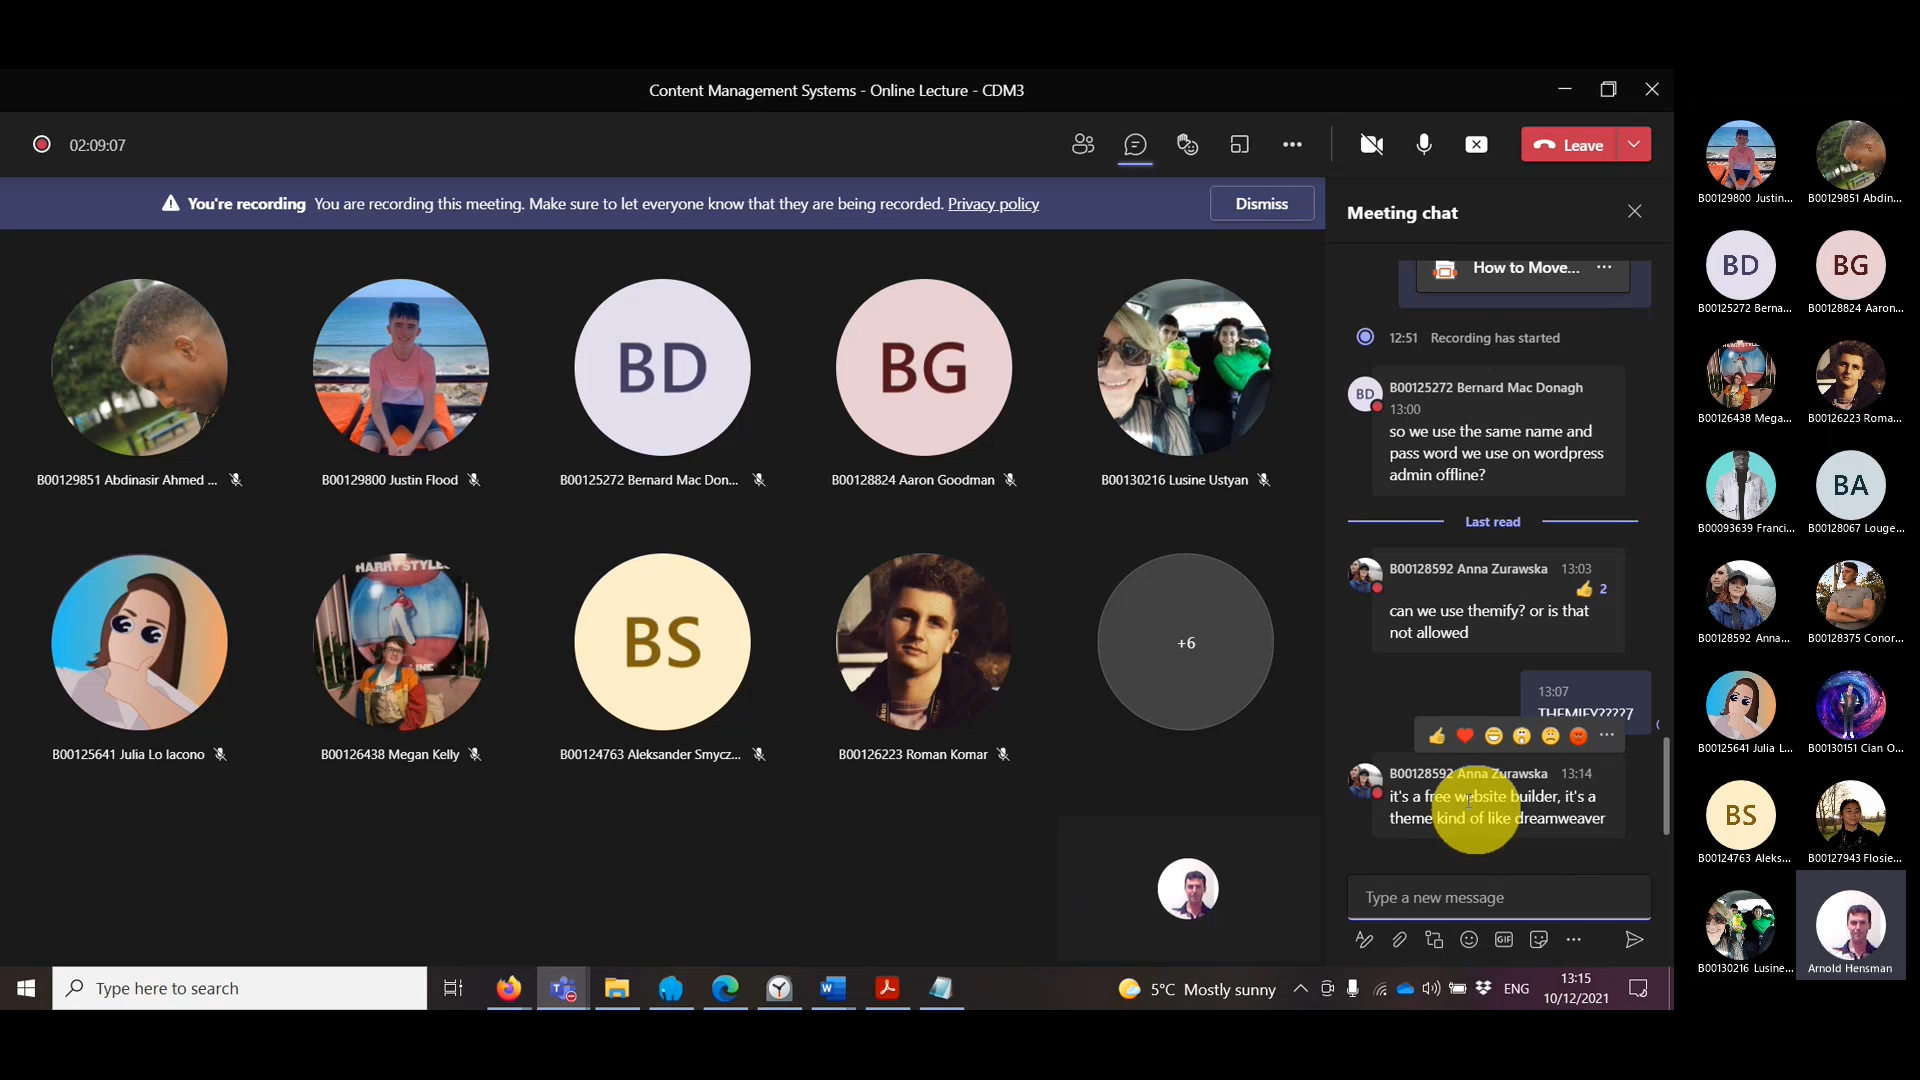 Content Management Systems - Online Lecture - CDM3
02:09:07
Leave
You're recording You are recording this meeting. Make sure to let everyone know that they are being recorded. Privacy policy
Dismiss
BD
BG
B00129851 Abdinasir Ahmed ...
B00129800 Justin Flood
B00125272 Bernard Mac Don...
B00128824 Aaron Goodman
B00130216 Lusine Ustyan
HARRY STYLE
BS
+6
B00125641 Julia Lo Iacono
B00126438 Megan Kelly
B00124763 Aleksander Smycz...
B00126223 Roman Komar
Meeting chat
How to Move... ...
12:51 Recording has started
BD
B00125272 Bernard Mac Donagh
13:00
so we use the same name and
pass word we use on wordpress
admin offline?
Last read
B00128592 Anna Zurawska 13:03
2
can we use themify? or is that
not allowed
13:07
THEMIFY????7
B00128592 Anna Zurawska 13:14
it's a free website builder, it's a
theme kind of like dreamweaver
Type a new message
GIF
B00129800 Justin...
B00129851 Abdin...
BD
BG
B00125272 Berna...
B00128824 Aaron...
B00126438 Mega...
B00126223 Roma...
BA
B00093639 Franci...
B00128067 Louge...
B00128592 Anna...
B00128375 Conor...
B00125641 Julia L...
B00130151 Cian O...
BS
B00124763 Aleks...
B00127943 Flosie...
B00130216 Lusine...
Arnold Hensman
Type here to search
5°C Mostly sunny
ENG
13:15
10/12/2021